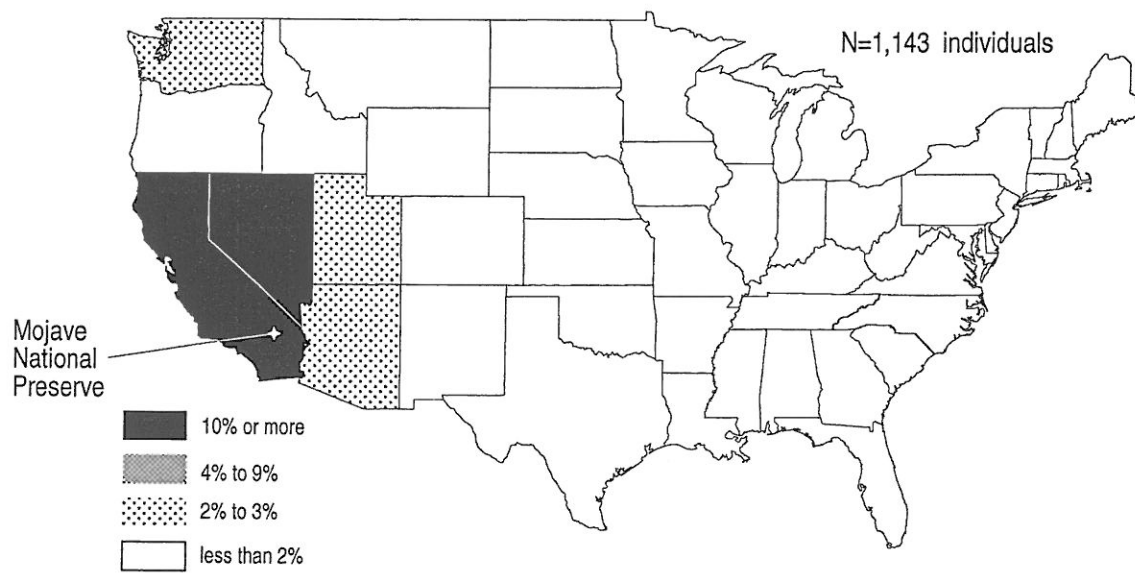 N=1,143 individuals
Mojave
National
Preserve
10% or more
4% to 9%
2% to 3%
less than 2%